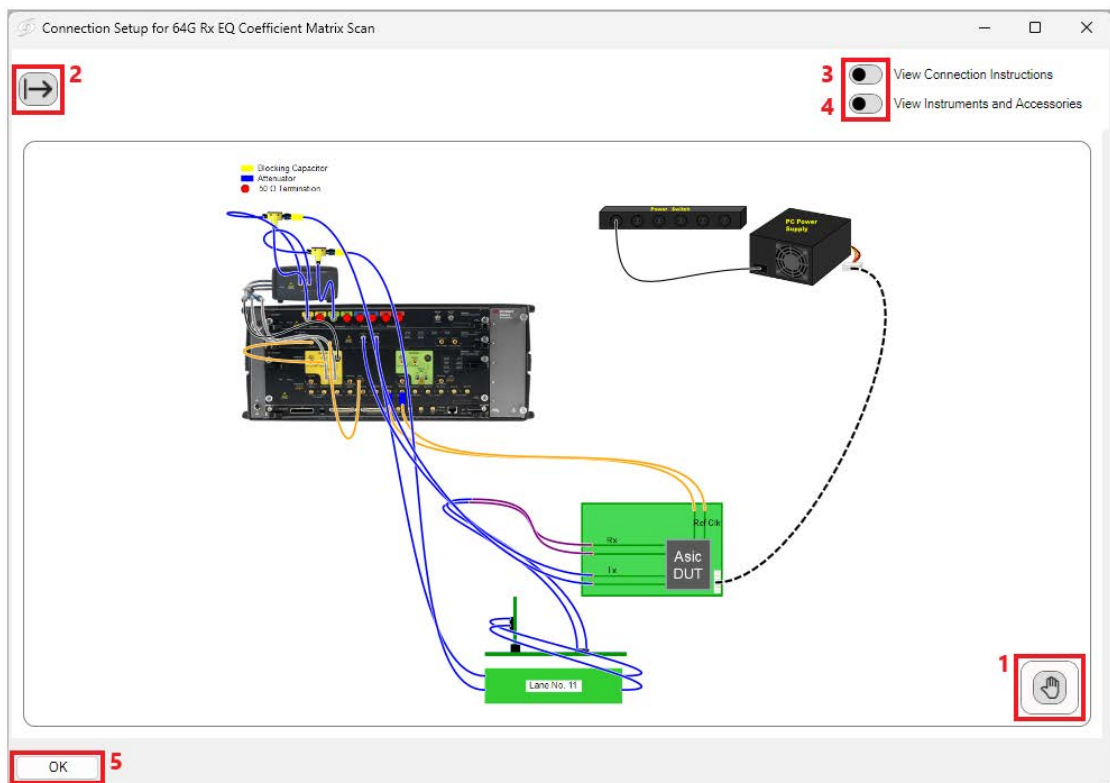 Connection Setup for 64G Rx EQ Coefficient Matrix Scan
2
3 View Connection Instructions
4 View Instruments and Accessories
Blocking Capacitor
Attenuator
50 Ω Termination
Power Switch
PC Power
Supply
Ref Clk
Rx
Asic
DUT
Tx
Lane No. 11
1
OK 5